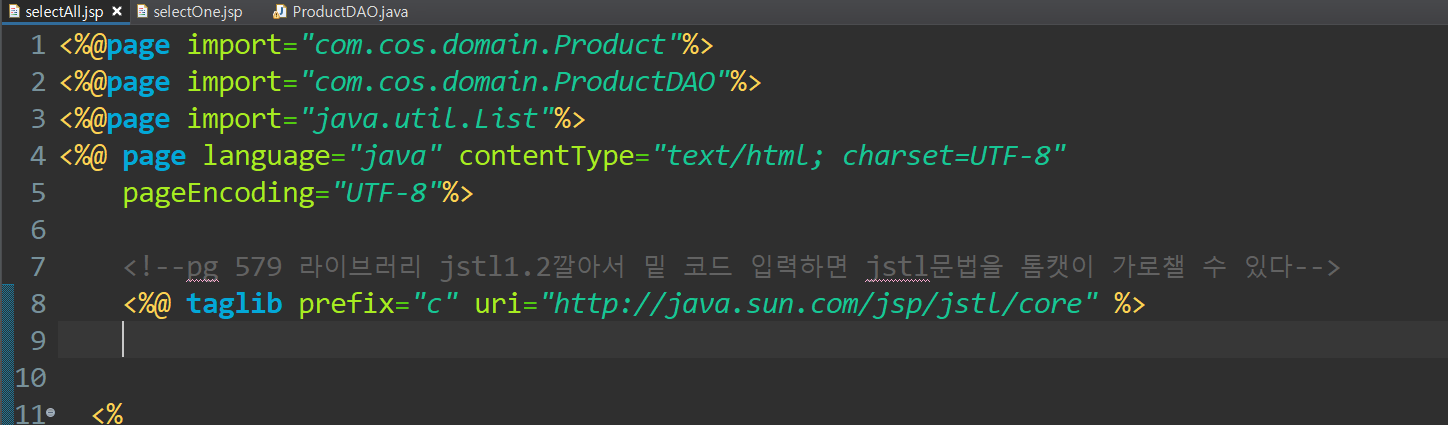 selectAll.jsp selectOne.jsp ProductDAO.java
1 <%@page import="com.cos.domain.Product"%>
2 <%@page import="com.cos.domain.ProductDAO"%>
3 <%@page import="java.util.List"%>
4 <%@ page language="java" contentType="text/html; charset=UTF-8"
5 pageEncoding="UTF-8"%>
6
7 <!--pg 579 라이브러리 jstl1.2깔아서 밑 코드 입력하면 jstl문법을 톰캣이 가로챌 수 있다-->
8 <%@ taglib prefix="c" uri="http://java.sun.com/jsp/jstl/core" %>
9
10
11 <%